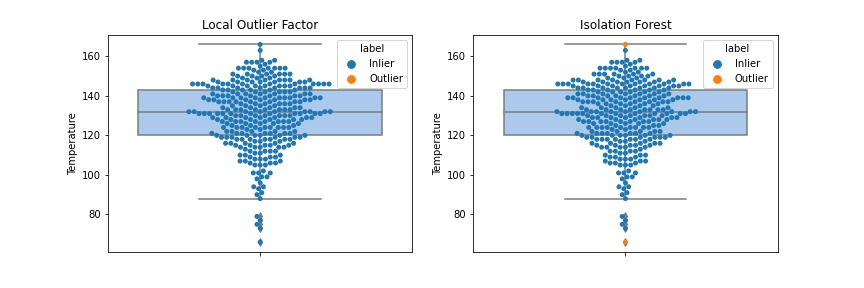 Local Outlier Factor
label
Inlier
Outlier
160
140
120
100
80
Temperature
Isolation Forest
label
Inlier
Outlier
160
140
120
100
80
Temperature